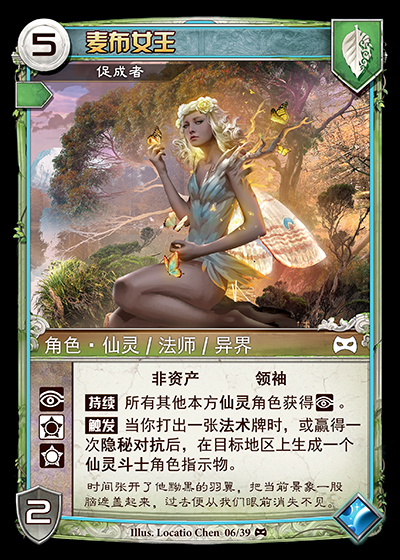 5 麦布女王
促成者
角色·仙灵/法师/异界
非资产 领袖
持续 所有其他本方仙灵角色获得。
触发 当你打出一张法术牌时，或赢得一
次隐秘对抗后，在目标地区上生成一个
仙灵斗士角色指示物。
时间张开了他黝黑的羽翼，把当前景象一股
脑遮盖起来，过去便从我们眼前消失不见。
2
Illus. Locatio Chen 06/39